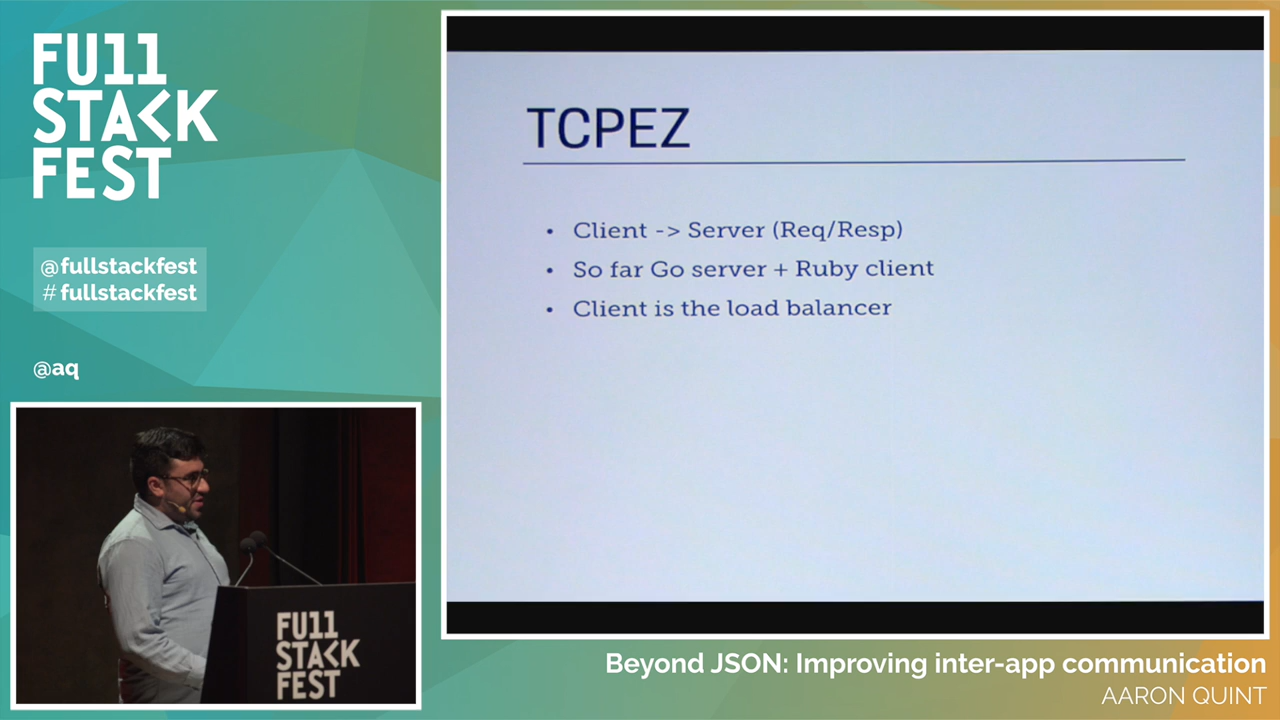 FU11
STACK
FEST
@fullstackfest
# fullstackfest
@aq
FU11
STACK
FEST
TCPEZ
• Client -> Server (Req/Resp)
• So far Go server + Ruby client
• Client is the load balancer
Beyond JSON: Improving inter-app communication
AARON QUINT